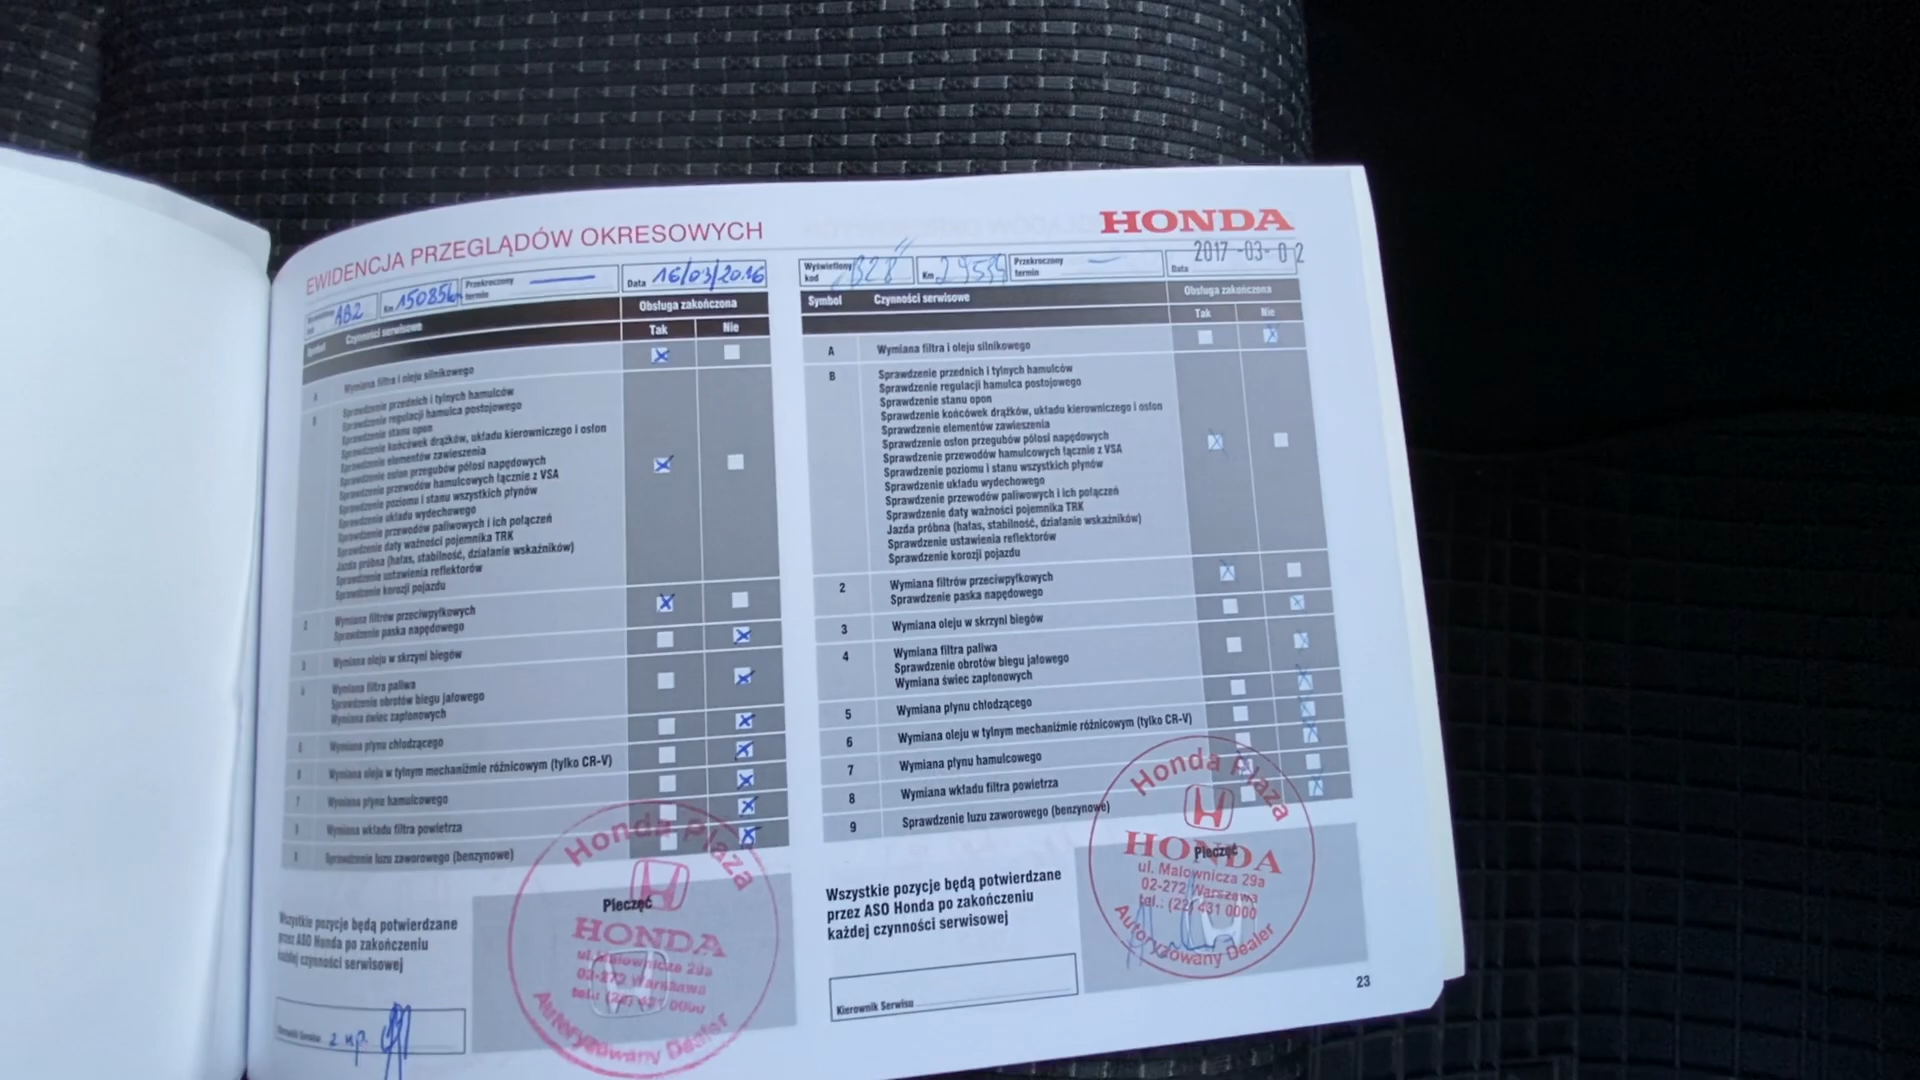 EWIDENCJA PRZEGLĄDÓW OKRESOWYCH
AB2 Km 150854 Przekroczony termin Data 16/03/2016
Symbol Czynności serwisowe Obsługa zakończona
Tak Nie
Wymiana filtra i oleju silnikowego
Sprawdzenie przednich i tylnych hamulców
Sprawdzenie regulacji hamulca postojowego
Sprawdzenie stanu opon
Sprawdzenie końcówek drążków, układu kierowniczego i osłon
Sprawdzenie elementów zawieszenia
Sprawdzenie osłon przegubów półosi napędowych
Sprawdzenie przewodów hamulcowych łącznie z VSA
Sprawdzenie poziomu i stanu wszystkich płynów
Sprawdzenie układu wydechowego
Sprawdzenie przewodów paliwowych i ich połączeń
Sprawdzenie daty ważności pojemnika TRK
Jazda próbna (hałas, stabilność, działanie wskaźników)
Sprawdzenie ustawienia reflektorów
Sprawdzenie korozji pojazdu
Wymiana filtrów przeciwpyłkowych
Sprawdzenie paska napędowego
Wymiana oleju w skrzyni biegów
Wymiana filtra paliwa
Sprawdzenie obrotów biegu jałowego
Wymiana świec zapłonowych
Wymiana płynu chłodzącego
Wymiana oleju w tylnym mechanizmie różnicowym (tylko CR-V)
Wymiana płynu hamulcowego
Wymiana wkładu filtra powietrza
Sprawdzenie luzu zaworowego (benzynowe)
Wszystkie pozycje będą potwierdzane
przez ASO Honda po zakończeniu
każdej czynności serwisowej
Pieczęć
Honda Plaza
HONDA
ul. Malownicza 29a
02-272 Warszawa
tel.: (22) 431 0000
Autoryzowany Dealer
Kierownik Serwisu
HONDA
Wyświetlony kod B28 Km Przekroczony termin Data 2017-03-02
Symbol Czynności serwisowe Obsługa zakończona
Tak Nie
A Wymiana filtra i oleju silnikowego
B Sprawdzenie przednich i tylnych hamulców
Sprawdzenie regulacji hamulca postojowego
Sprawdzenie stanu opon
Sprawdzenie końcówek drążków, układu kierowniczego i osłon
Sprawdzenie elementów zawieszenia
Sprawdzenie osłon przegubów półosi napędowych
Sprawdzenie przewodów hamulcowych łącznie z VSA
Sprawdzenie poziomu i stanu wszystkich płynów
Sprawdzenie układu wydechowego
Sprawdzenie przewodów paliwowych i ich połączeń
Sprawdzenie daty ważności pojemnika TRK
Jazda próbna (hałas, stabilność, działanie wskaźników)
Sprawdzenie ustawienia reflektorów
Sprawdzenie korozji pojazdu
2 Wymiana filtrów przeciwpyłkowych
Sprawdzenie paska napędowego
3 Wymiana oleju w skrzyni biegów
4 Wymiana filtra paliwa
Sprawdzenie obrotów biegu jałowego
Wymiana świec zapłonowych
5 Wymiana płynu chłodzącego
6 Wymiana oleju w tylnym mechanizmie różnicowym (tylko CR-V)
7 Wymiana płynu hamulcowego
8 Wymiana wkładu filtra powietrza
9 Sprawdzenie luzu zaworowego (benzynowe)
Wszystkie pozycje będą potwierdzane
przez ASO Honda po zakończeniu
każdej czynności serwisowej
Pieczęć
Honda Plaza
HONDA
ul. Malownicza 29a
02-272 Warszawa
tel.: (22) 431 0000
Autoryzowany Dealer
Kierownik Serwisu
23